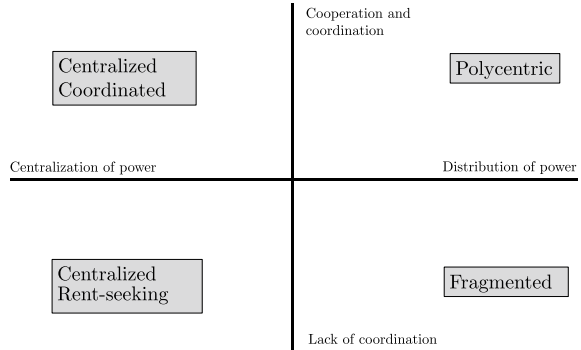 Cooperation and
coordination
Centralized
Coordinated
Polycentric
Centralization of power
Distribution of power
Centralized
Rent-seeking
Fragmented
Lack of coordination